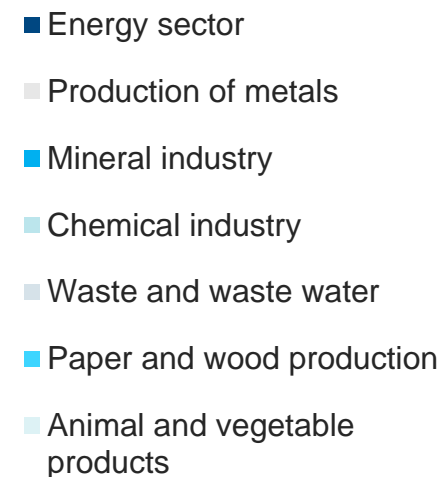 Energy sector
Production of metals
Mineral industry
Chemical industry
Waste and waste water
Paper and wood production
Animal and vegetable
products